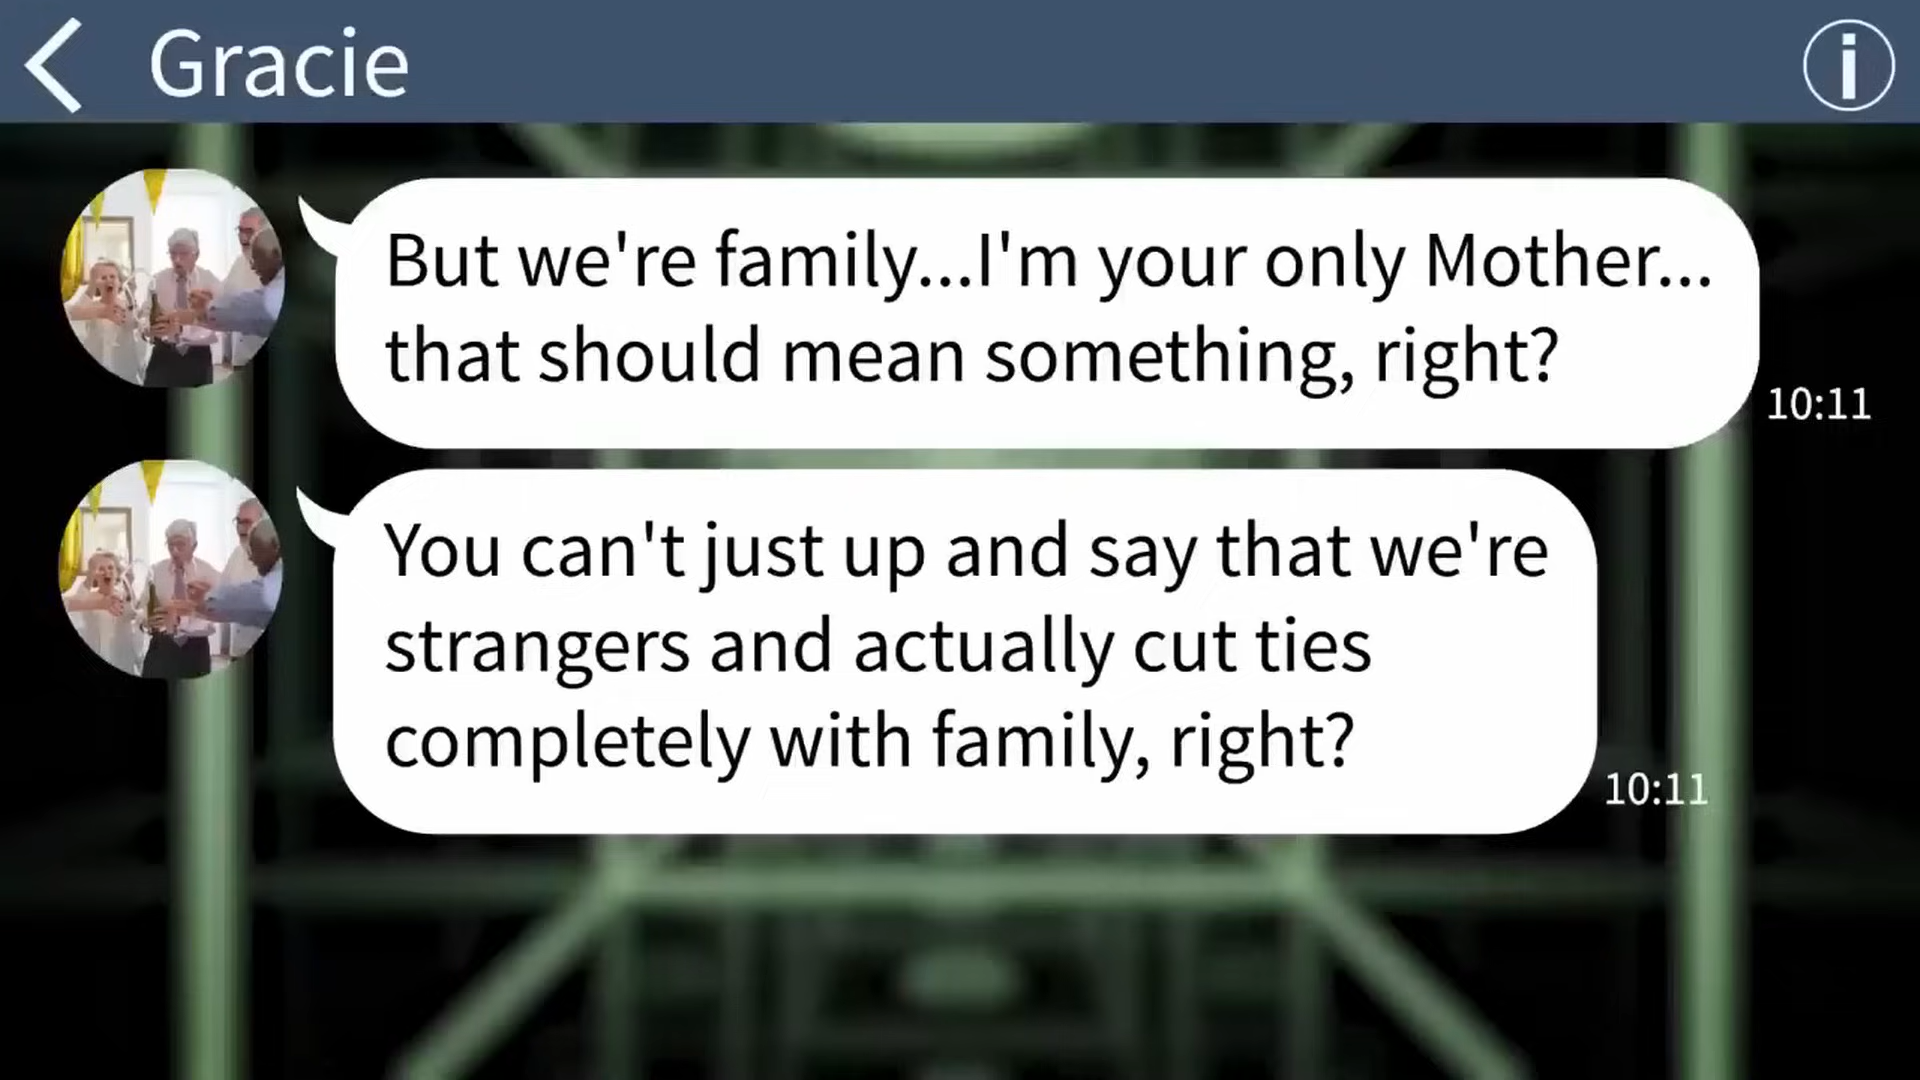 Gracie
But we're family...I'm your only Mother...
that should mean something, right?
10:11
You can't just up and say that we're
strangers and actually cut ties
completely with family, right?
10:11